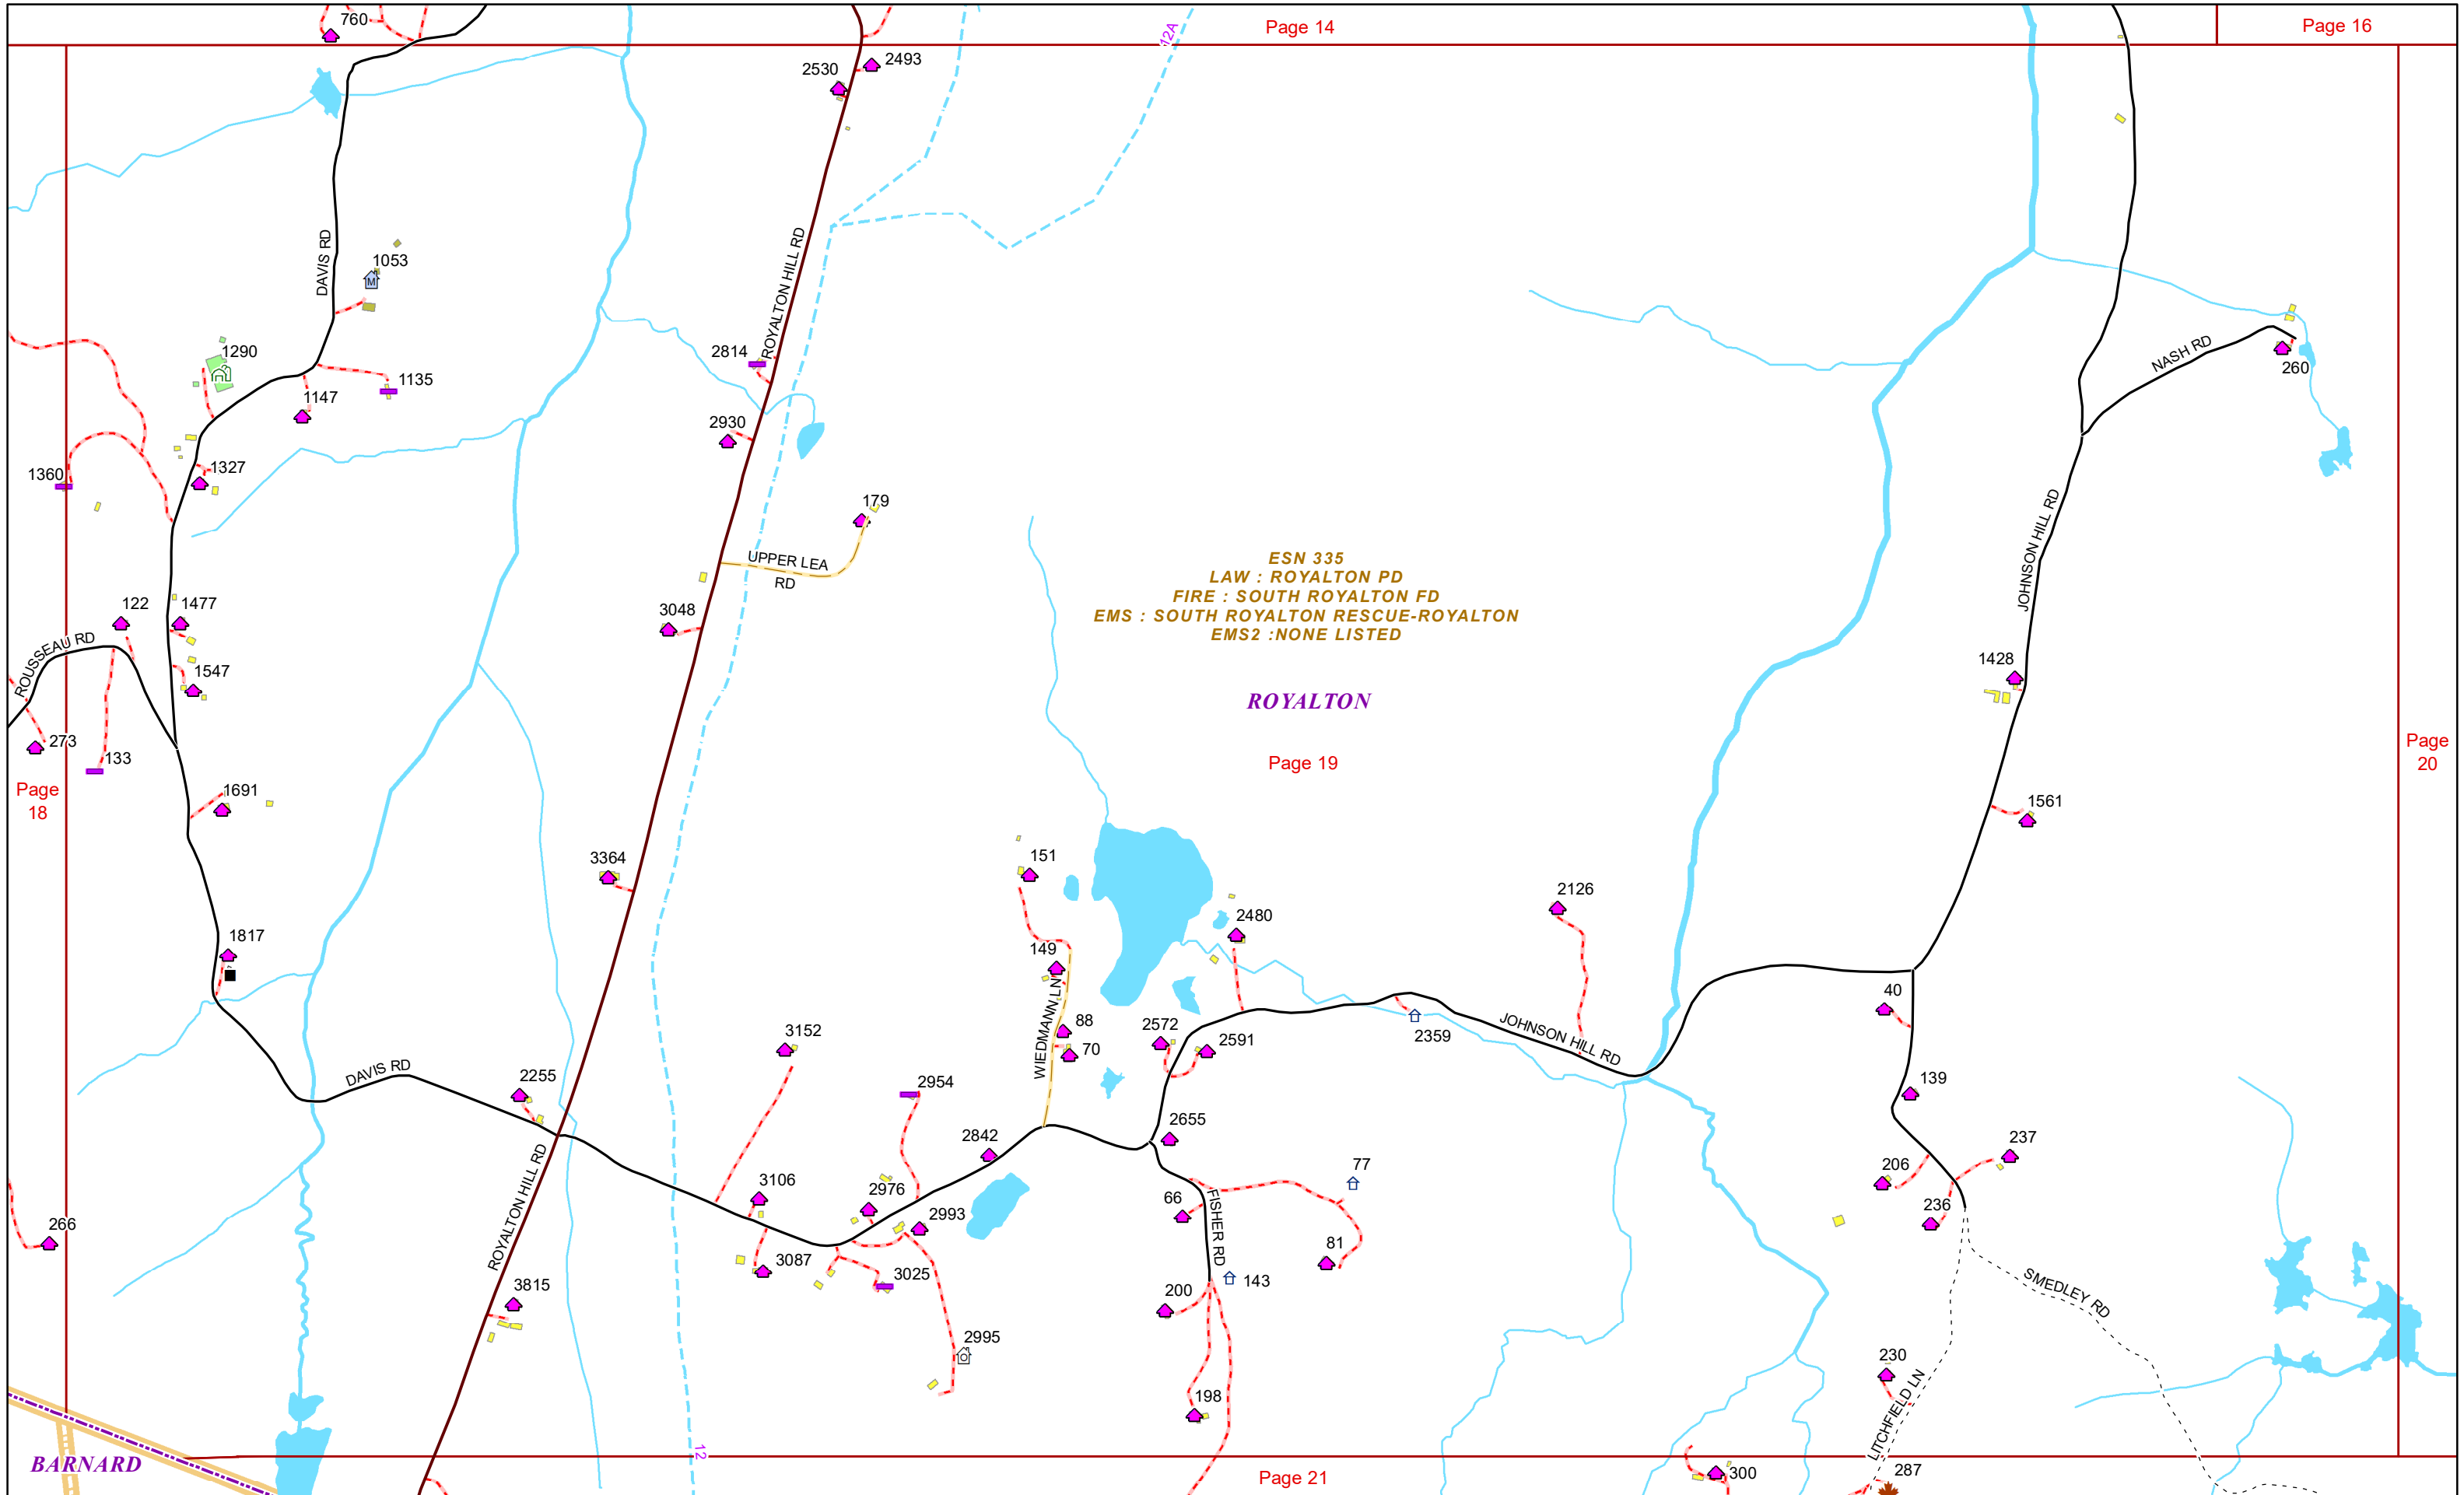 760
Page 14
Page 16
12A
2530
2493
DAVIS RD
1053
ROYALTON HILL RD
1290
2814
1135
1147
NASH RD
260
2930
1360
1327
179
JOHNSON HILL RD
UPPER LEA
RD
ESN 335
LAW : ROYALTON PD
FIRE : SOUTH ROYALTON FD
EMS : SOUTH ROYALTON RESCUE-ROYALTON
EMS2 :NONE LISTED
122
1477
3048
ROUSSEAU RD
1547
1428
ROYALTON
273
133
Page 19
Page
20
Page
18
1691
1561
3364
151
2126
2480
1817
149
WIEDMANN LN
40
88
70
2572
2591
2359
JOHNSON HILL RD
3152
DAVIS RD
2255
2954
139
2655
2842
237
77
206
3106
2976
66
FISHER RD
236
266
ROYALTON HILL RD
2993
3087
3025
81
143
200
SMEDLEY RD
3815
2995
230
198
LITCHFIELD LN
12
BARNARD
Page 21
300
287
M
O